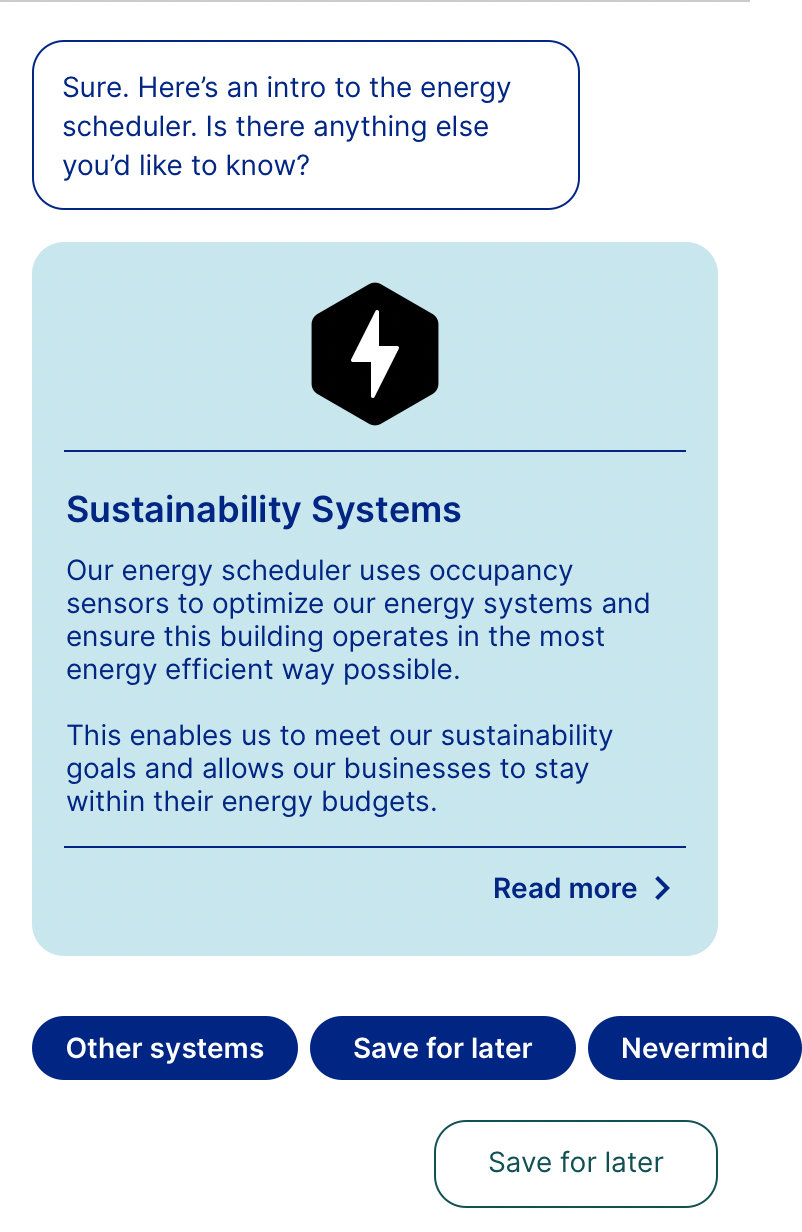 Sure. Here’s an intro to the energy
scheduler. Is there anything else
you’d like to know?
Sustainability Systems
Our energy scheduler uses occupancy
sensors to optimize our energy systems and
ensure this building operates in the most
energy efficient way possible.
This enables us to meet our sustainability
goals and allows our businesses to stay
within their energy budgets.
Read more
Other systems
Save for later
Nevermind
Save for later